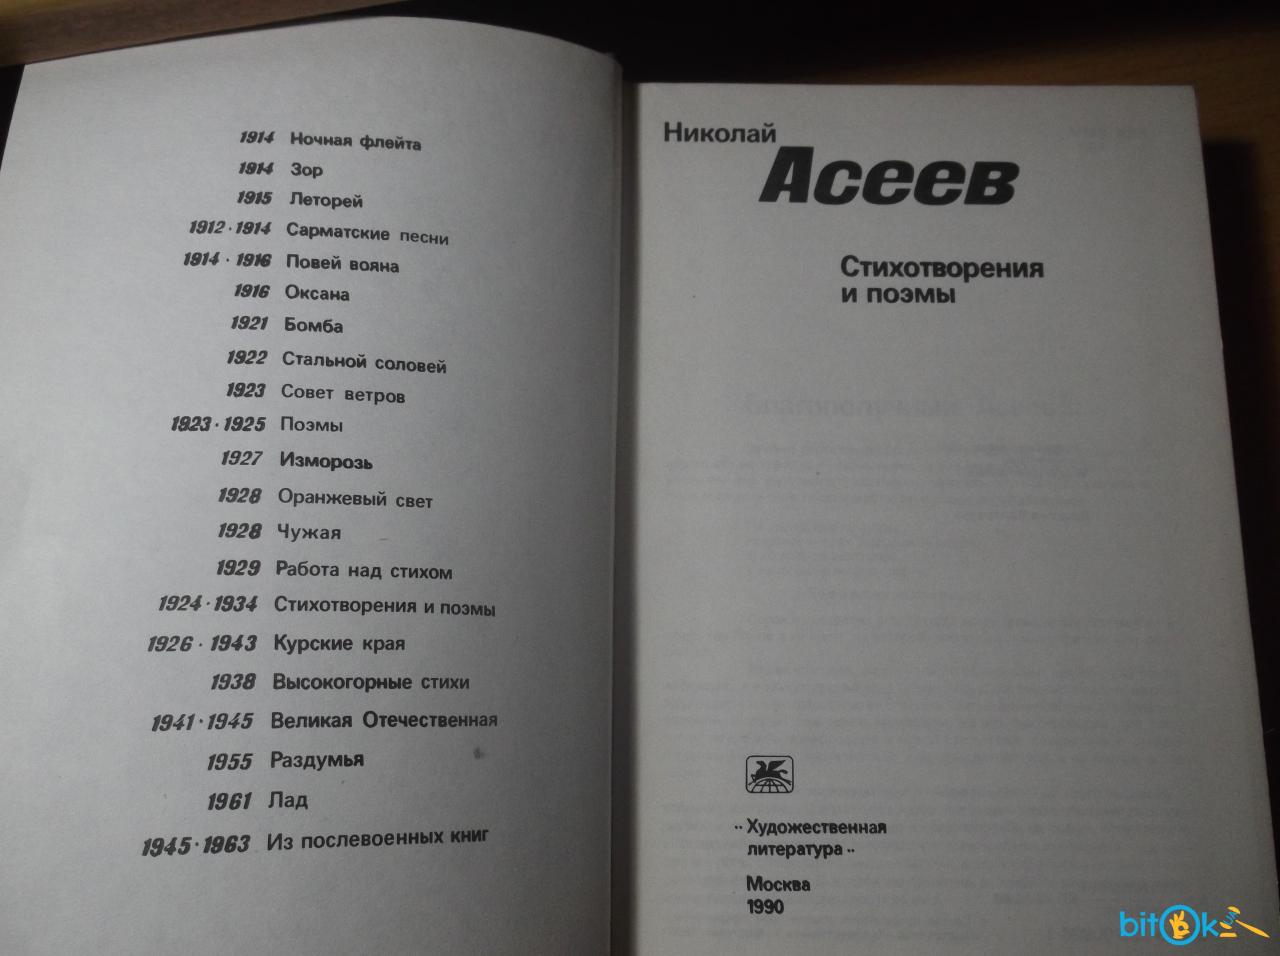 1914 Ночная флейта
1914 Зор
1915 Леторей
1912 · 1914 Сарматские песни
1914 · 1916 Повей вояна
1916 Оксана
1921 Бомба
1922 Стальной соловей
1923 Совет ветров
1923 · 1925 Поэмы
1927 Изморозь
1928 Оранжевый свет
1928 Чужая
1929 Работа над стихом
1924 · 1934 Стихотворения и поэмы
1926 · 1943 Курские края
1938 Высокогорные стихи
1941 · 1945 Великая Отечественная
1955 Раздумья
1961 Лад
1945 · 1963 Из послевоенных книг
Николай
Асеев
Стихотворения
и поэмы
·· Художественная
литература ··
Москва
1990
bitOk UA